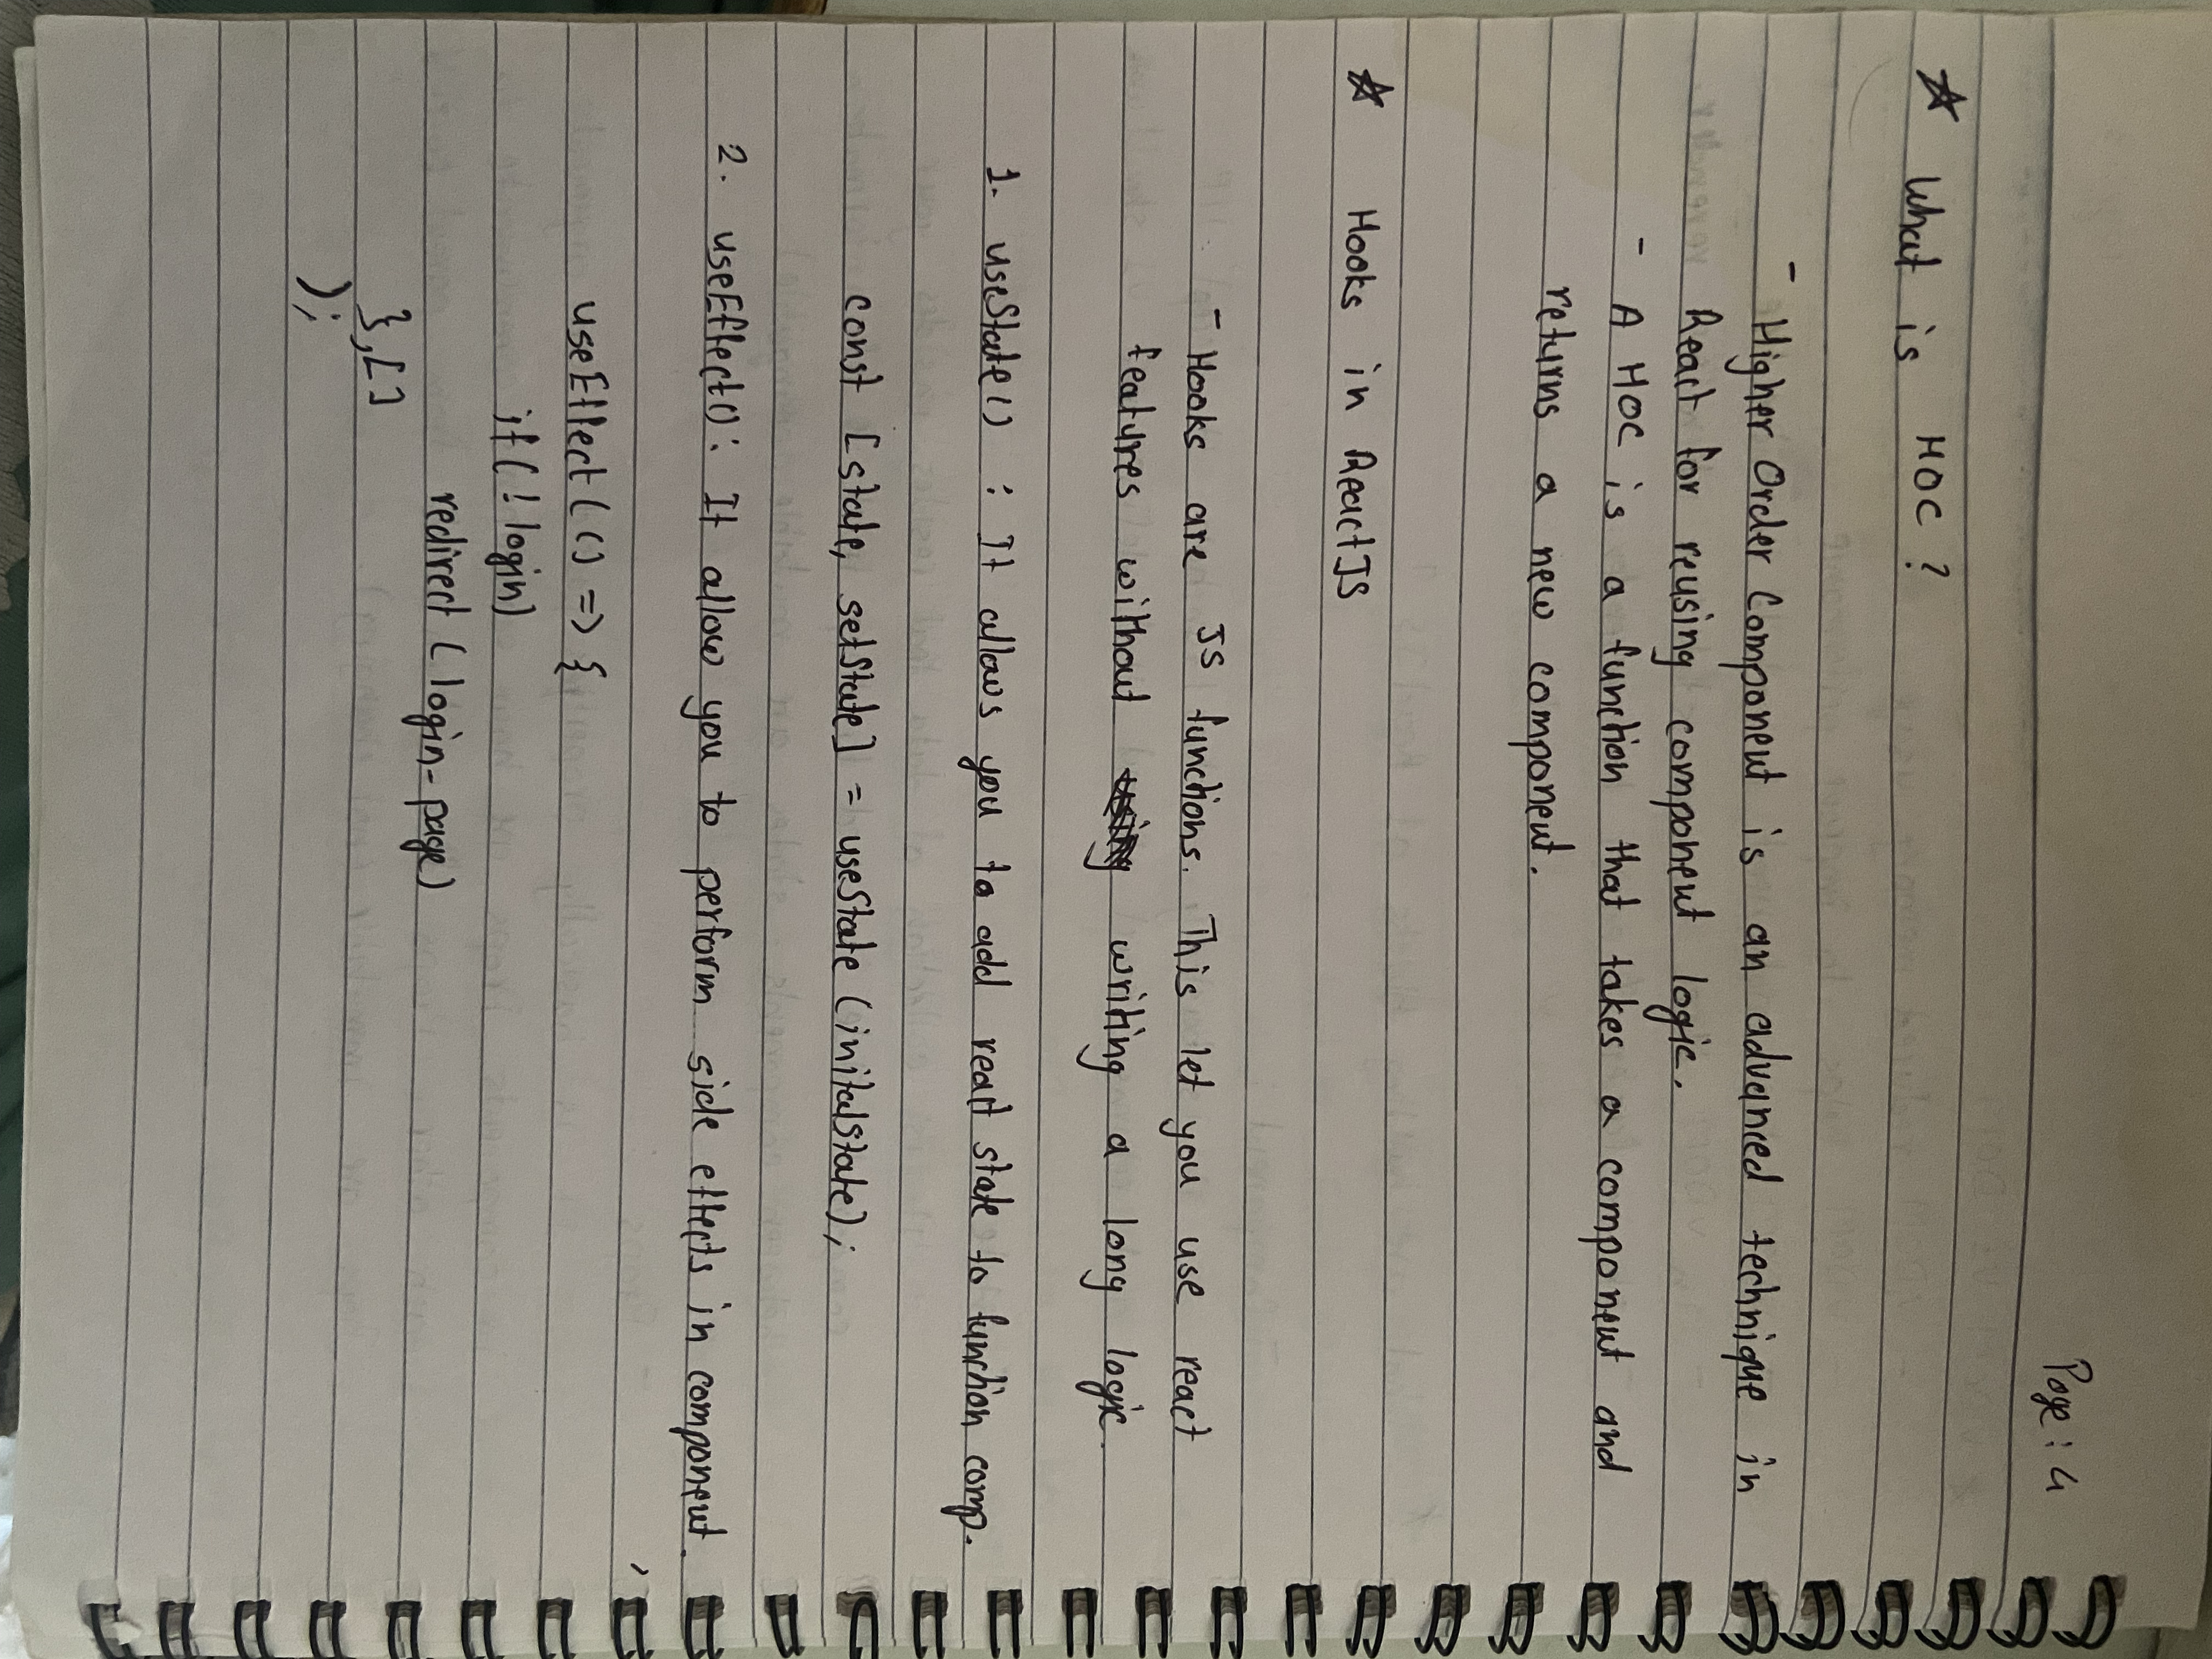 Page : 4
☆ What is HOC ?
- Higher Order Component is an advanced technique in
React for reusing component logic.
- A HOC is a function that takes a component and
returns a new component.
☆ Hooks in ReactJS
- Hooks are JS functions. This let you use react
features without writing a long logic.
1. useState() : It allows you to add react state to function comp.
const [state, setState] = useState (initalState);
2. useEffect() : It allow you to perform side effects in component.
useEffect ( () => {
if ( ! login)
redirect ( login-page)
},[]
);